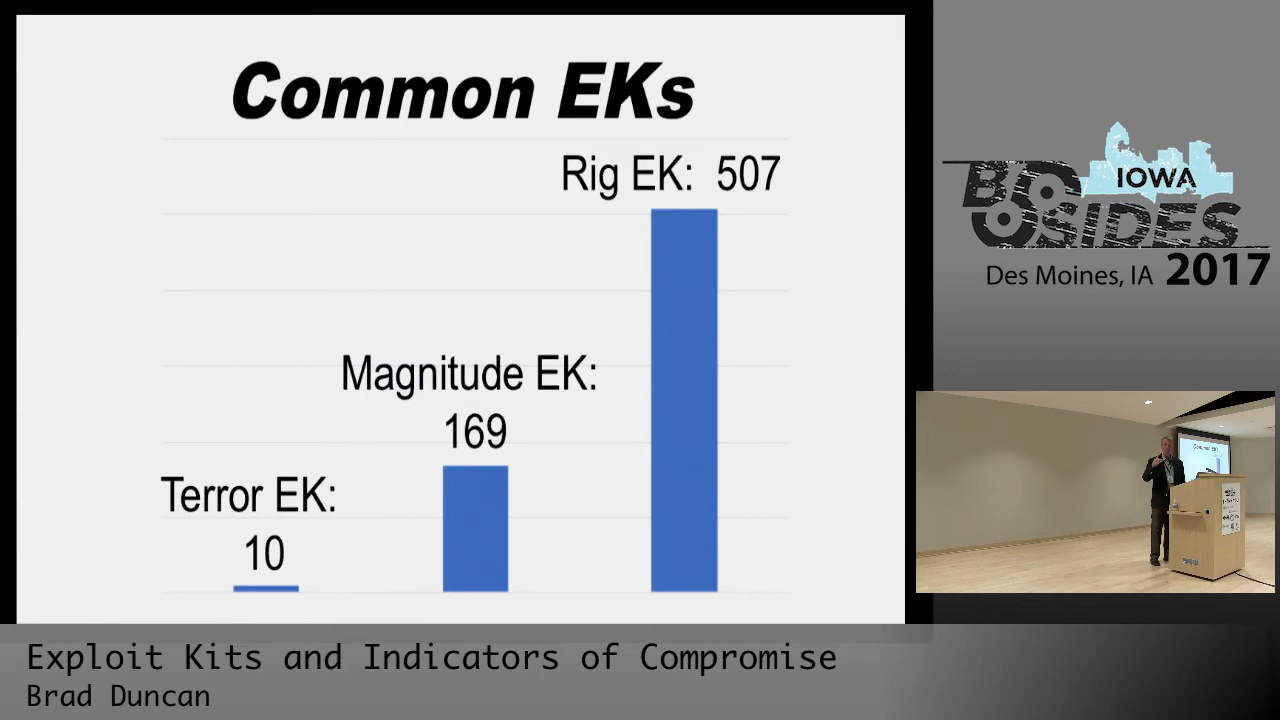 Common EKs
Rig EK: 507
Magnitude EK:
169
Terror EK:
10
IOWA
BSIDES
Des Moines, IA 2017
Exploit Kits and Indicators of Compromise
Brad Duncan